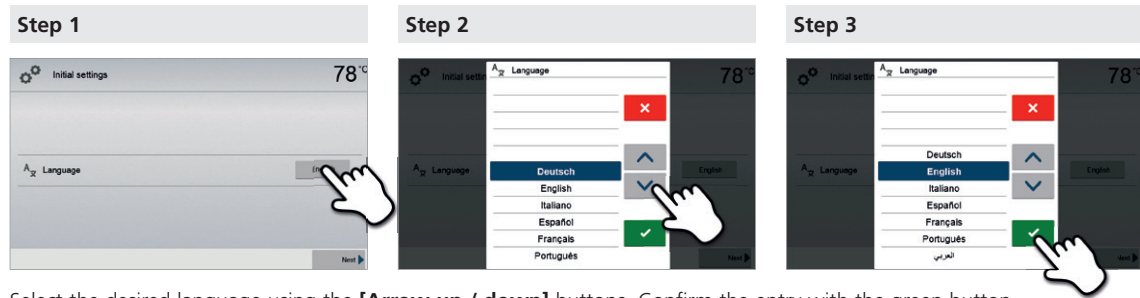 Step 1
Initial settings
78 °C
Language
Next
Step 2
Initial settin
Language
78°
Language
English
Deutsch
English
Italiano
Español
Français
Português
Next
Step 3
Initial settin
Language
78°
Language
English
Deutsch
English
Italiano
Español
Français
Português
العربي
Next
Select the desired language using the [Arrow up / down] buttons. Confirm the entry with the green button